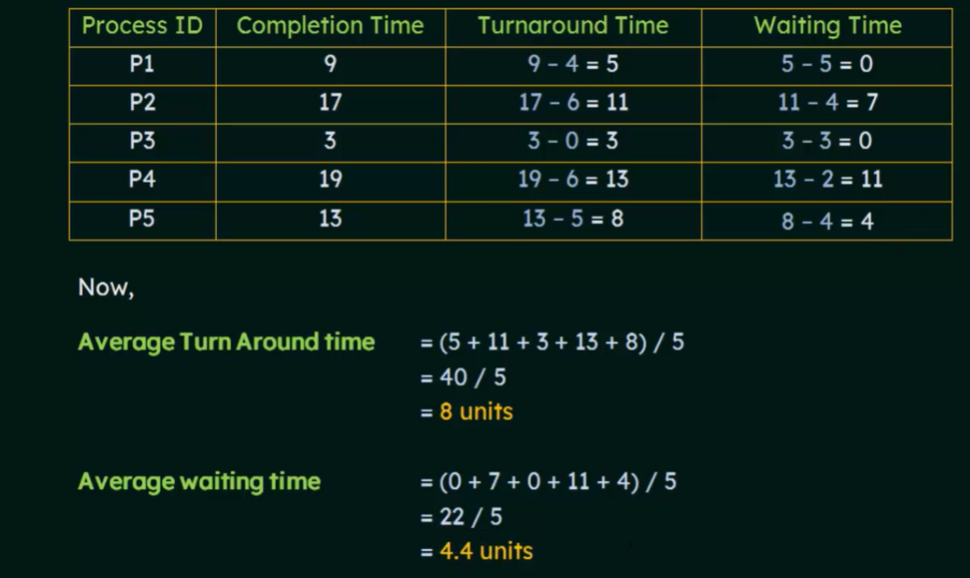 Process ID Completion Time Turnaround Time Waiting Time
P1 9 9 – 4 = 5 5 – 5 = 0
P2 17 17 – 6 = 11 11 – 4 = 7
P3 3 3 – 0 = 3 3 – 3 = 0
P4 19 19 – 6 = 13 13 – 2 = 11
P5 13 13 – 5 = 8 8 – 4 = 4
Now,
Average Turn Around time = (5 + 11 + 3 + 13 + 8) / 5
= 40 / 5
= 8 units
Average waiting time = (0 + 7 + 0 + 11 + 4) / 5
= 22 / 5
= 4.4 units